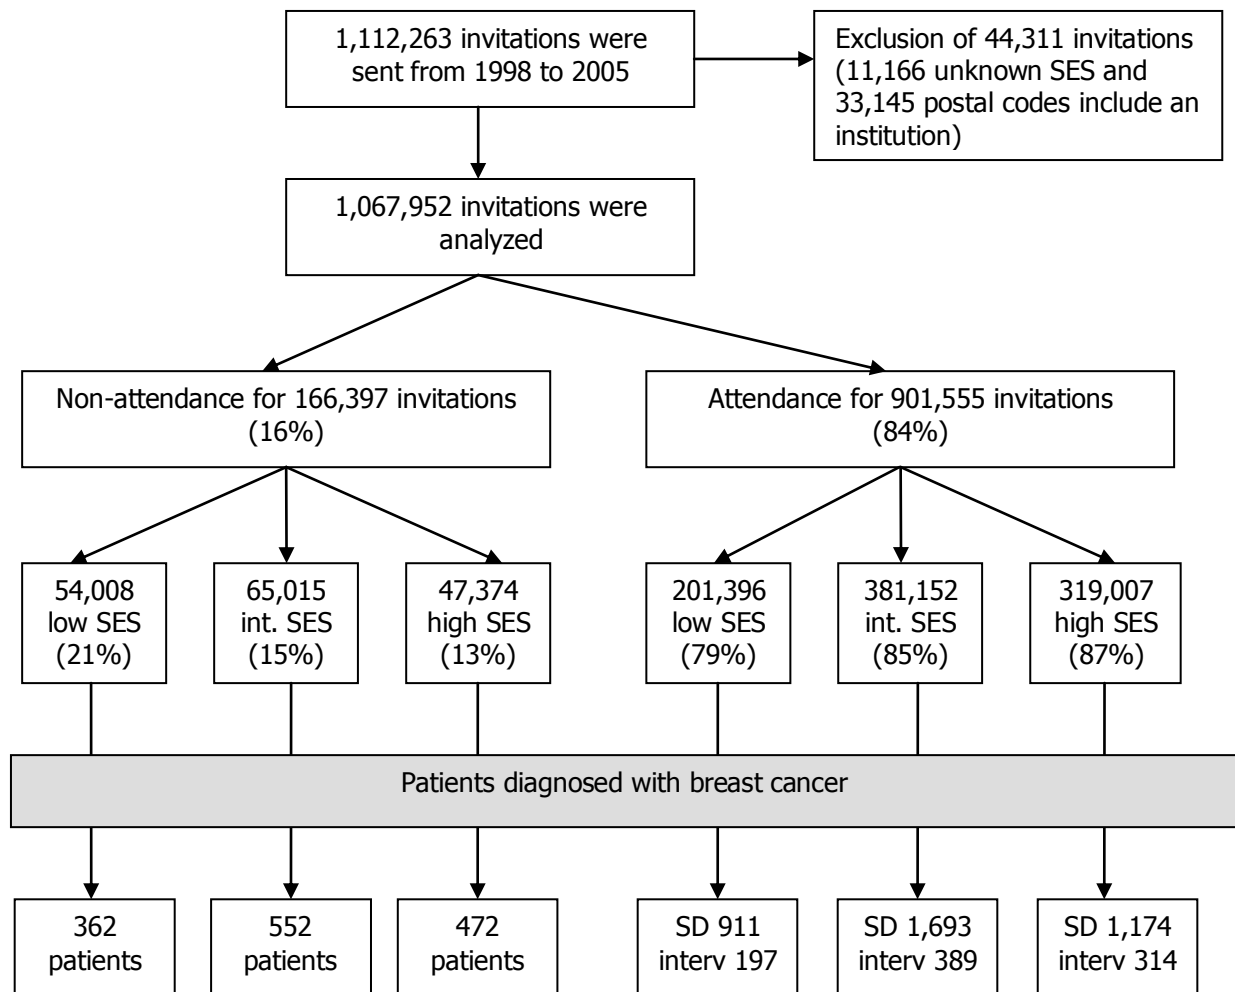 1,112,263 invitations were
sent from 1998 to 2005
Exclusion of 44,311 invitations
(11,166 unknown SES and
33,145 postal codes include an
institution)
1,067,952 invitations were
analyzed
Non-attendance for 166,397 invitations
(16%)
Attendance for 901,555 invitations
(84%)
54,008
low SES
(21%)
65,015
int. SES
(15%)
47,374
high SES
(13%)
201,396
low SES
(79%)
381,152
int. SES
(85%)
319,007
high SES
(87%)
Patients diagnosed with breast cancer
362
patients
552
patients
472
patients
SD 911
interv 197
SD 1,693
interv 389
SD 1,174
interv 314